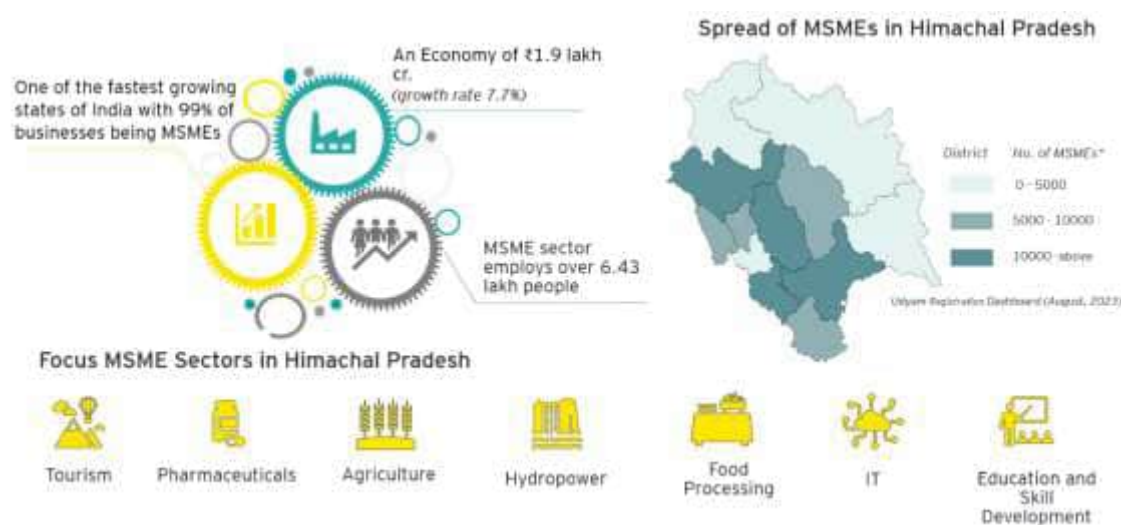 Spread of MSMEs in Himachal Pradesh
An Economy of ₹1.9 lakh
cr.
(growth rate 7.7%)
One of the fastest growing
states of India with 99% of
businesses being MSMEs
MSME sector
employs over 6.43
lakh people
District No. of MSMEs*
0 - 5000
5000 - 10000
10000 above
Udyam Registration Dashboard (August, 2023)
Focus MSME Sectors in Himachal Pradesh
Tourism
Pharmaceuticals
Agriculture
Hydropower
Food
Processing
IT
Education and
Skill
Development